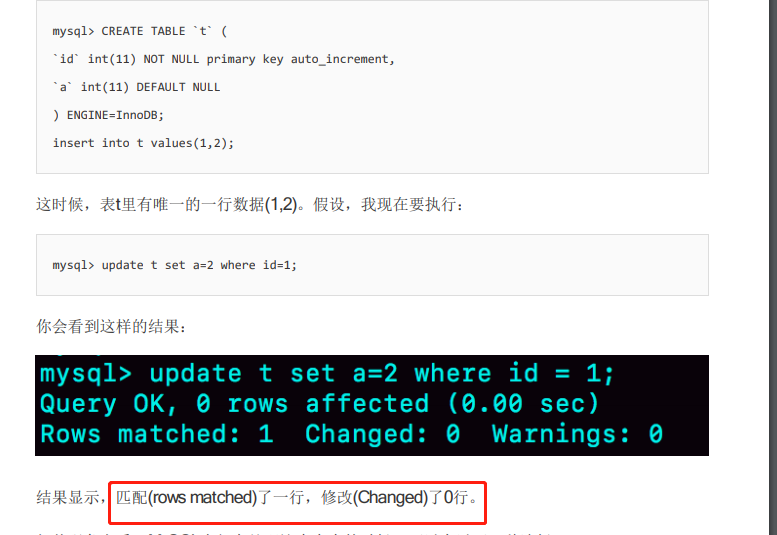 mysql> CREATE TABLE `t` (
`id` int(11) NOT NULL primary key auto_increment,
`a` int(11) DEFAULT NULL
) ENGINE=InnoDB;
insert into t values(1,2);
这时候，表t里有唯一的一行数据(1,2)。假设，我现在要执行：
mysql> update t set a=2 where id=1;
你会看到这样的结果：
mysql> update t set a=2 where id = 1;
Query OK, 0 rows affected (0.00 sec)
Rows matched: 1  Changed: 0  Warnings: 0
结果显示，匹配(rows matched)了一行，修改(Changed)了0行。